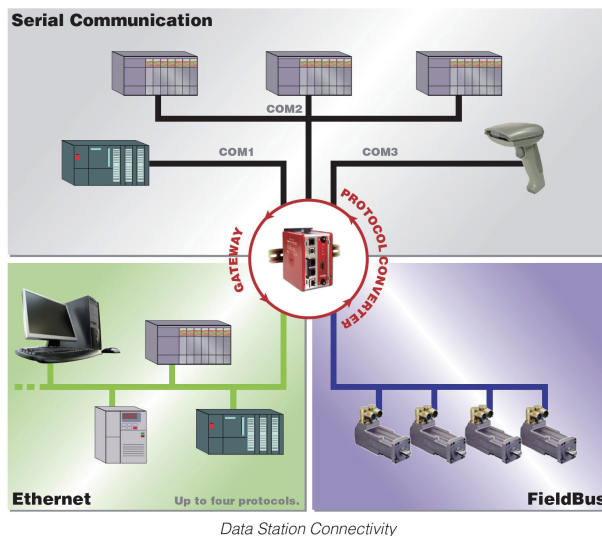 Serial Communication
COM2
COM1
COM3
GATEWAY
PROTOCOL CONVERTER
Ethernet
Up to four protocols.
FieldBus
Data Station Connectivity